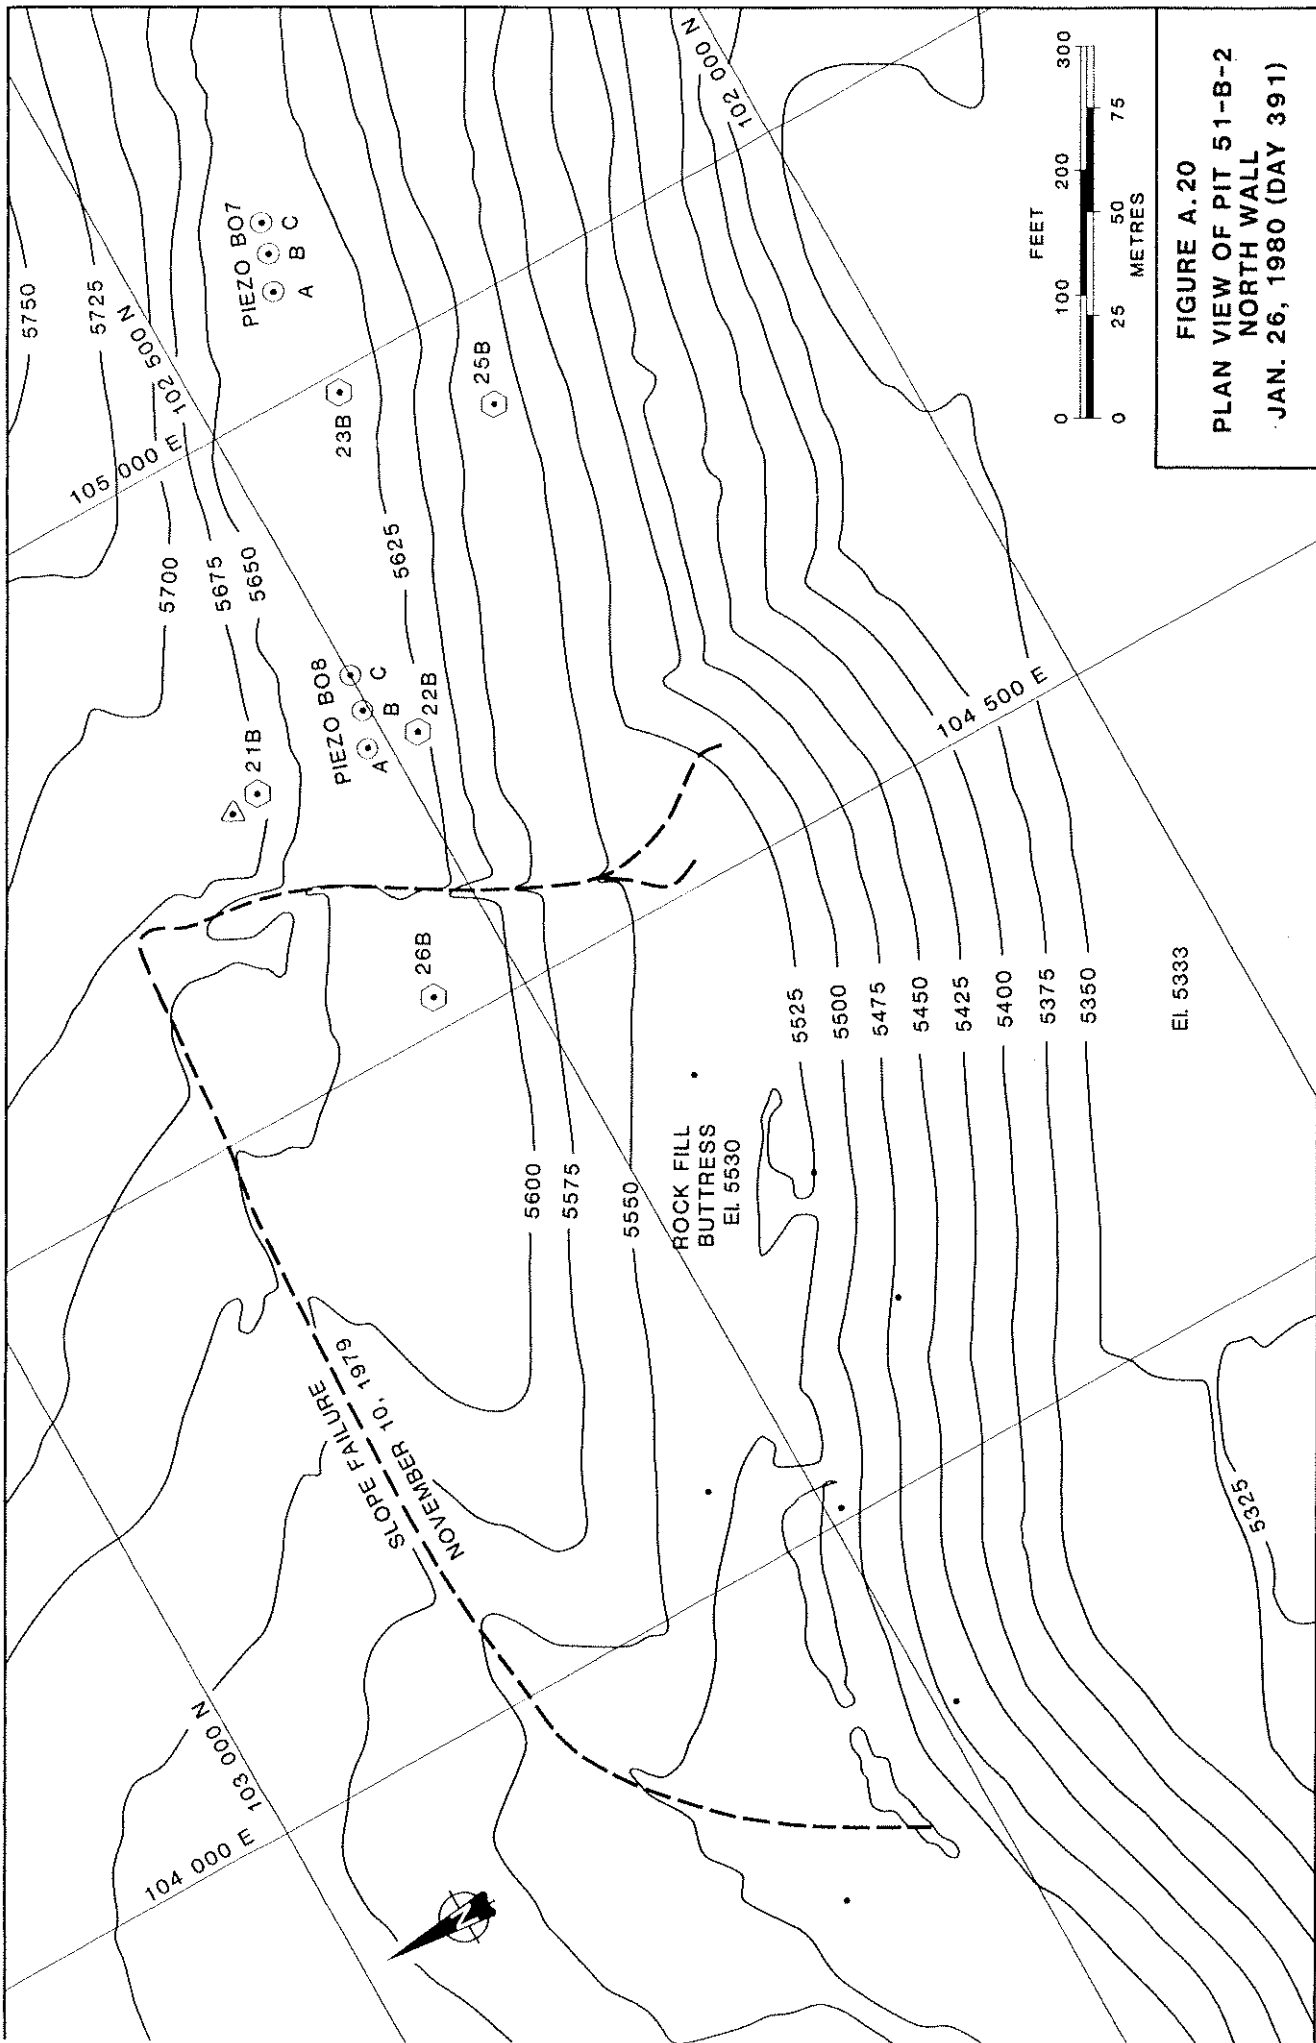 5750
5725
102 500 N
105 000 E
5700
5675
5650
5625
PIEZO BO7
A
B
C
23B
25B
PIEZO BO8
A
B
C
22B
21B
26B
102 000 N
104 500 E
5600
5575
5550
5525
5500
5475
5450
5425
5400
5375
5350
El. 5333
ROCK FILL
BUTTRESS
El. 5530
SLOPE FAILURE
NOVEMBER 10, 1979
5325
103 000 N
104 000 E
N
FEET
0 100 200 300
0 25 50 75
METRES
FIGURE A.20
PLAN VIEW OF PIT 51-B-2
NORTH WALL
JAN. 26, 1980 (DAY 391)